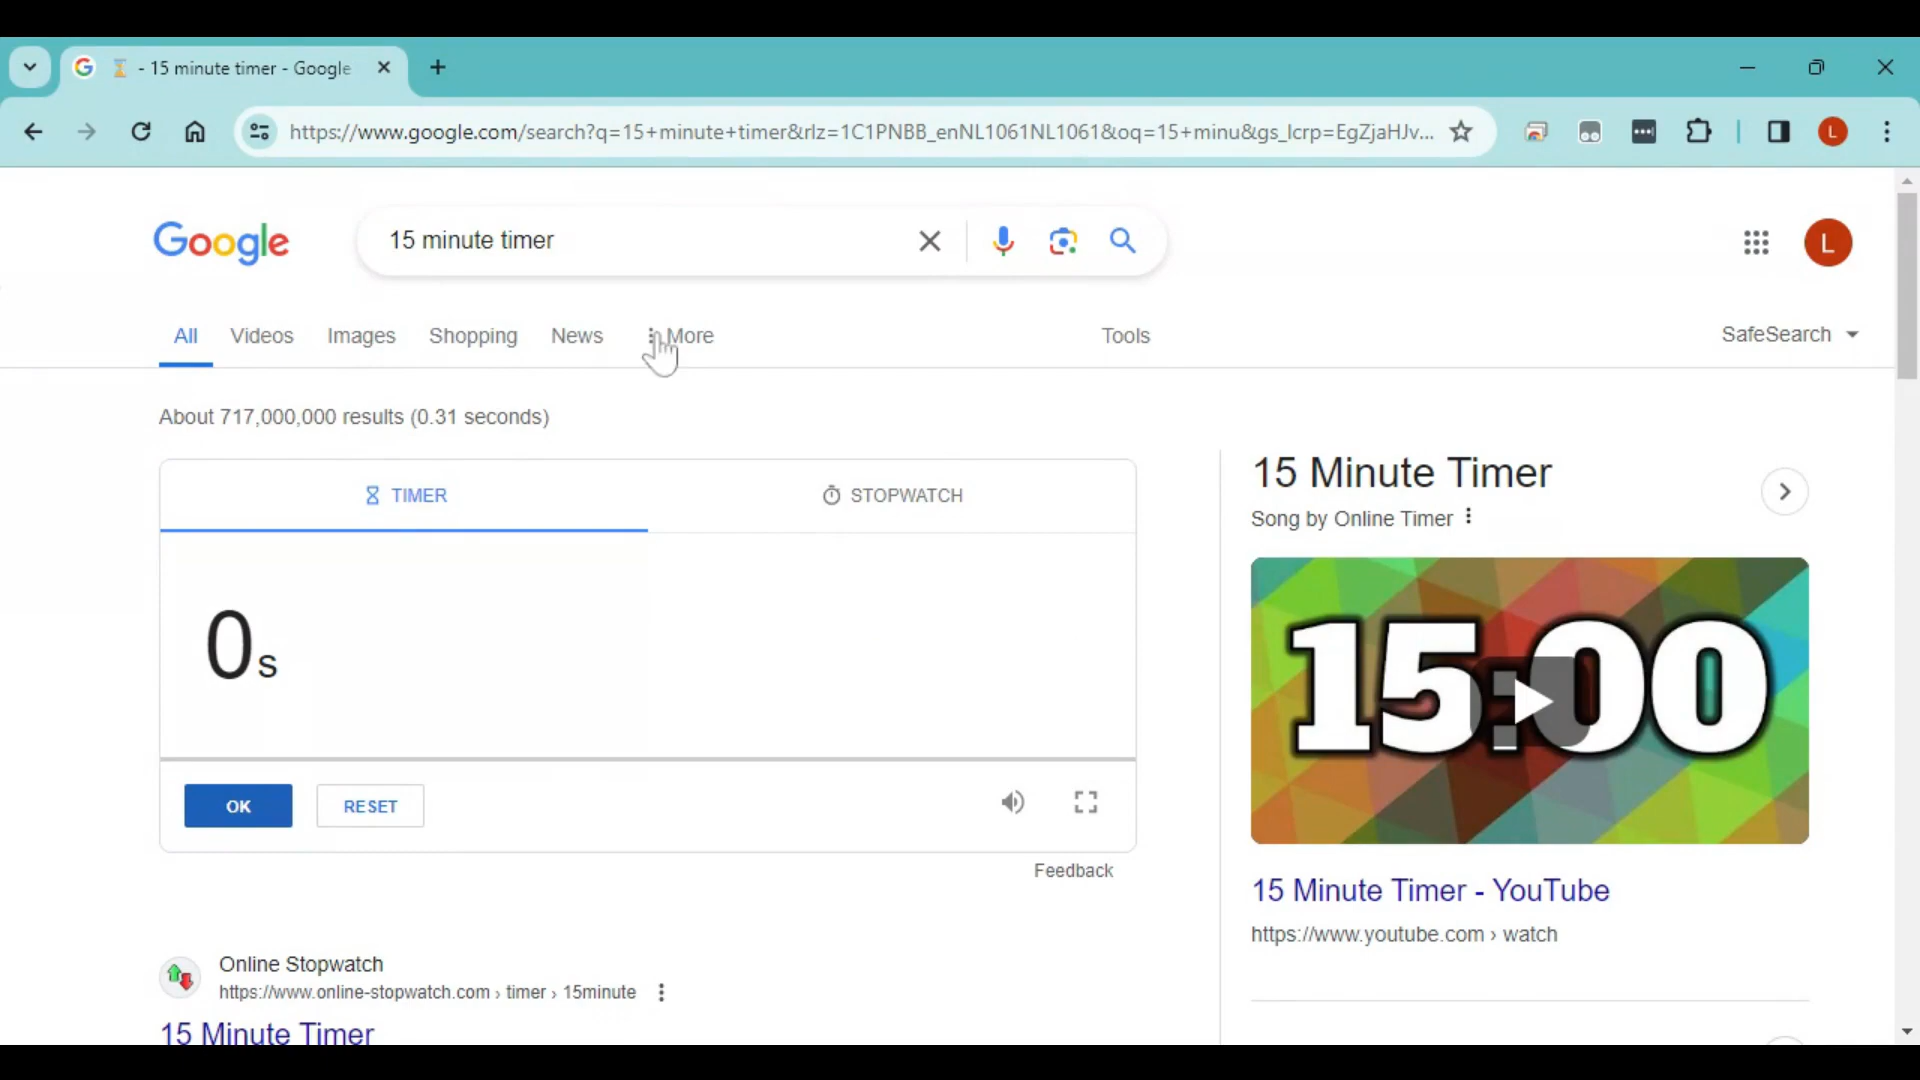 - 15 minute timer - Google
https://www.google.com/search?q=15+minute+timer&rlz=1C1PNBB_enNL1061NL1061&oq=15+minu&gs_lcrp=EgZjaHJv...
L
Google
15 minute timer
L
All
Videos
Images
Shopping
News
More
Tools
SafeSearch
About 717,000,000 results (0.31 seconds)
TIMER
STOPWATCH
0s
OK
RESET
Feedback
Online Stopwatch
https://www.online-stopwatch.com › timer › 15minute
15 Minute Timer
15 Minute Timer
Song by Online Timer
15:00
15 Minute Timer - YouTube
https://www.youtube.com › watch